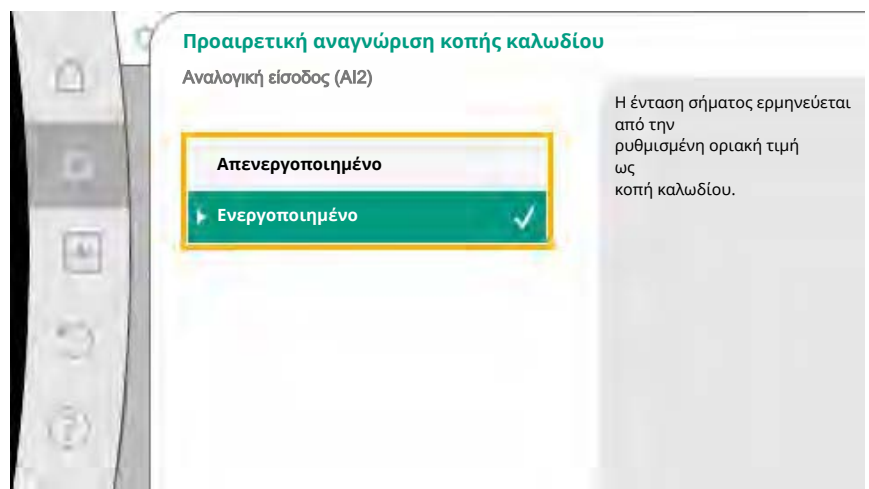 Προαιρετική αναγνώριση κοπής καλωδίου
Αναλογική είσοδος (AI2)
Απενεργοποιημένο
Ενεργοποιημένο
Η ένταση σήματος ερμηνεύεται
από την
ρυθμισμένη οριακή τιμή
ως
κοπή καλωδίου.